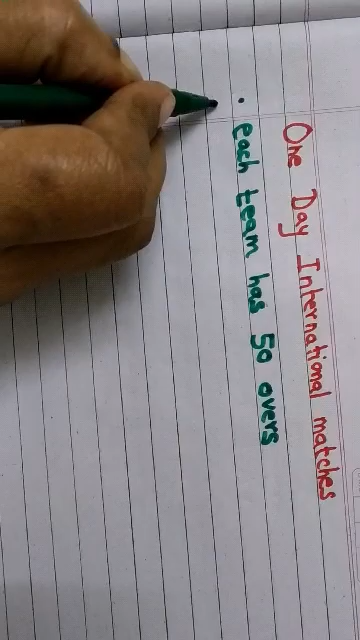 One Day International matches
• each team has 50 overs
•